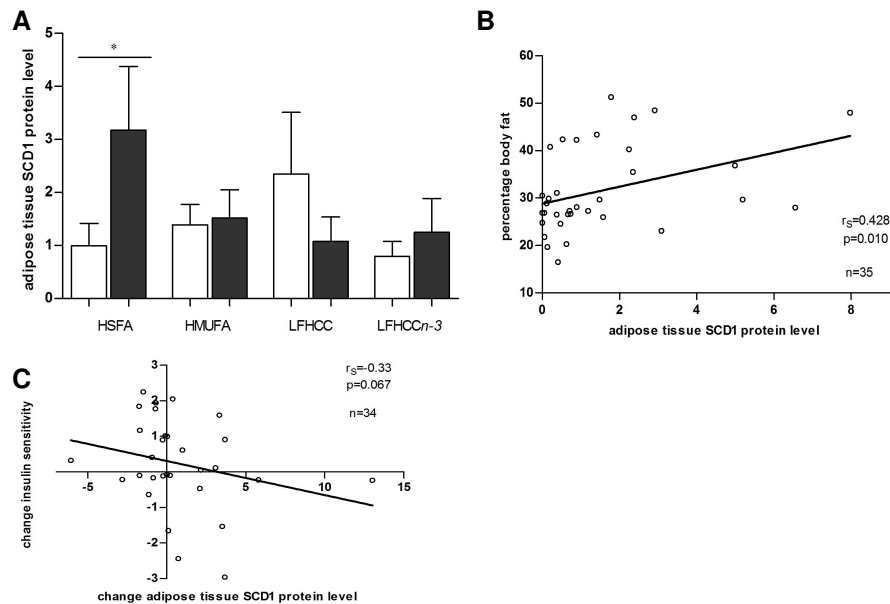 A
adipose tissue SCD1 protein level
5
4
3
2
1
0
*
HSFA
HMUFA
LFHCC
LFHCCn-3
B
percentage body fat
60
50
40
30
20
10
0
2
4
6
8
rS=0.428
p=0.010
n=35
adipose tissue SCD1 protein level
C
change insulin sensitivity
3
2
1
-1
-2
-3
-5
5
10
15
rS=-0.33
p=0.067
n=34
change adipose tissue SCD1 protein level